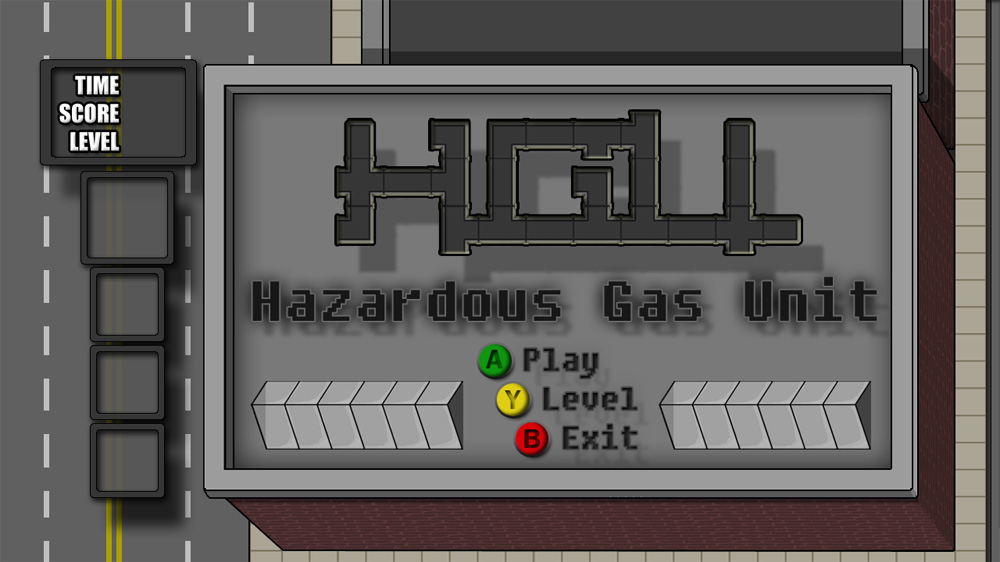 TIME
SCORE
LEVEL
HGU
Hazardous Gas Unit
A Play
Y Level
B Exit